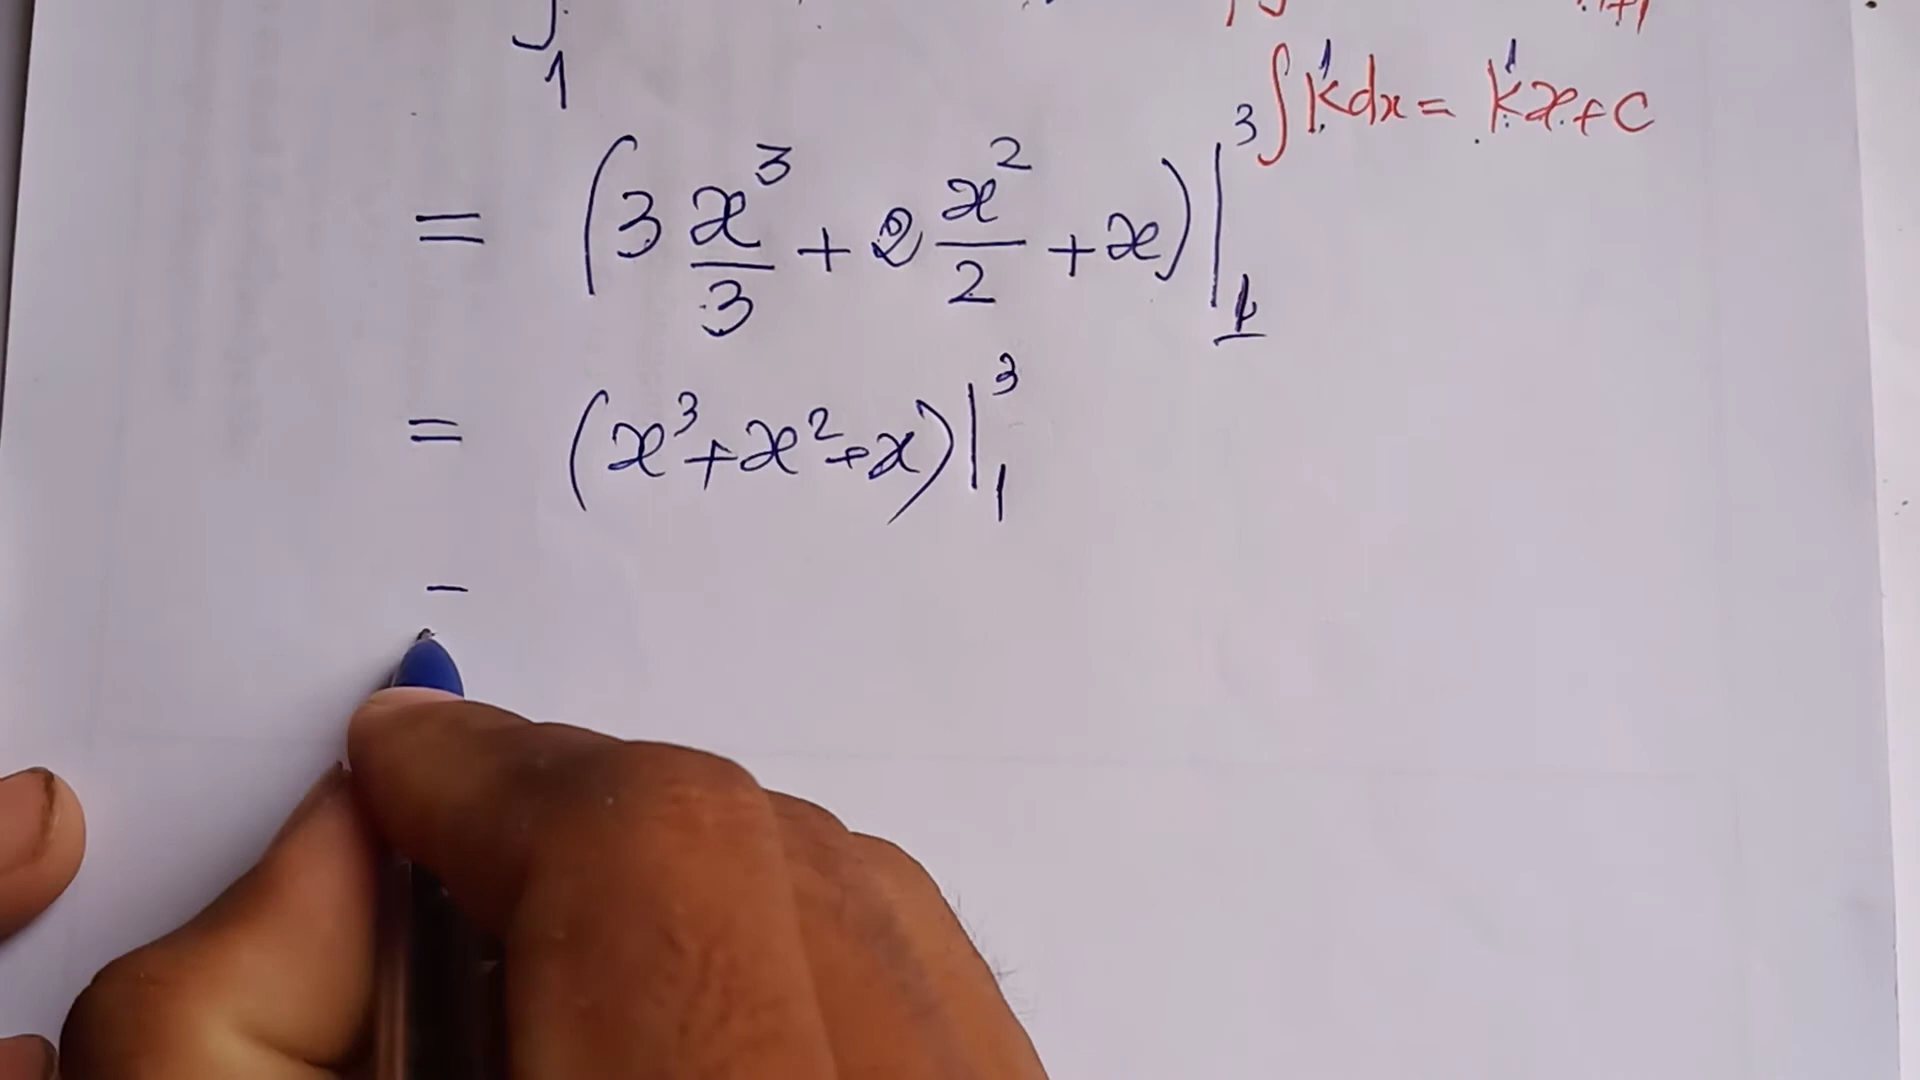 1
∫ k dx = kx + c
= (3 x³/3 + 2 x²/2 + x) |₁³
= (x³ + x² + x) |₁³